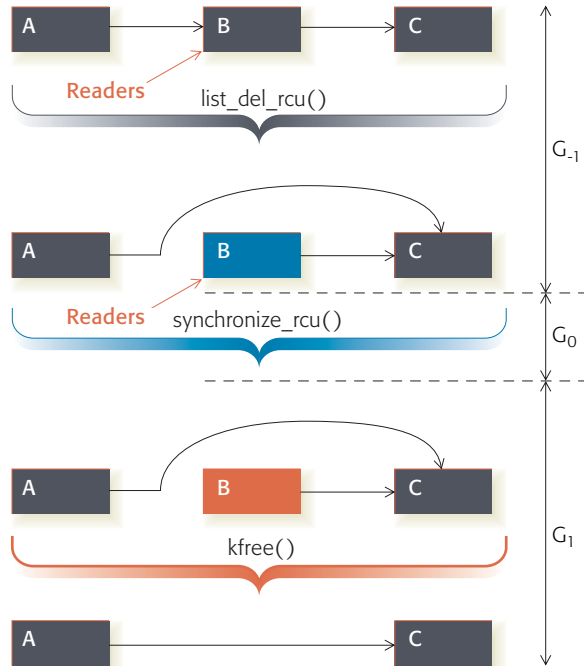 A B C
Readers
list_del_rcu()
G-1
A B C
Readers
synchronize_rcu()
G0
A B C
kfree()
G1
A C